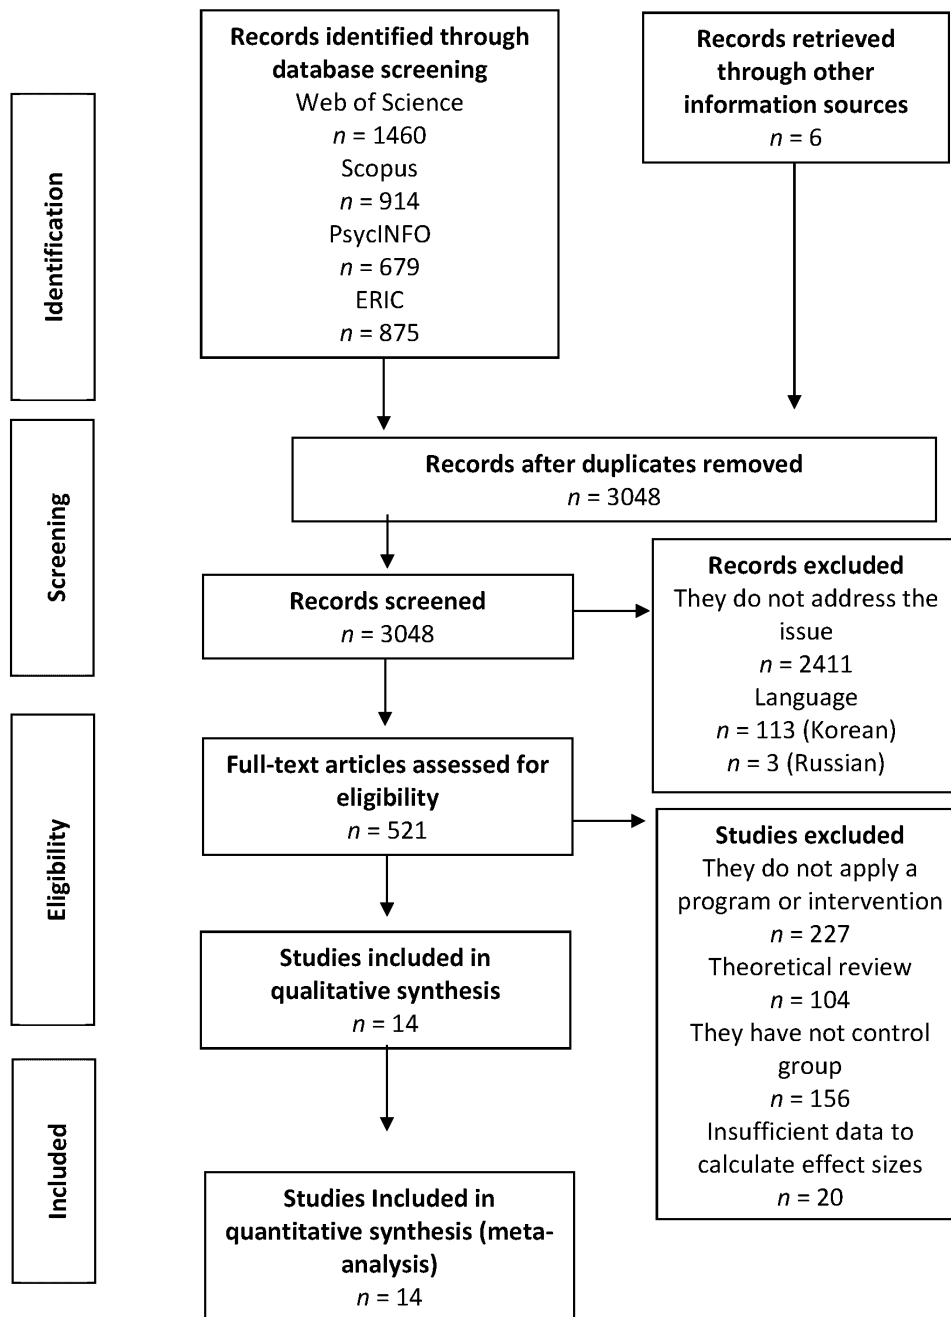 Records identified through
database screening
Web of Science
n = 1460
Scopus
n = 914
PsycINFO
n = 679
ERIC
n = 875
Records retrieved
through other
information sources
n = 6
Identification
Records after duplicates removed
n = 3048
Screening
Records screened
n = 3048
Records excluded
They do not address the
issue
n = 2411
Language
n = 113 (Korean)
n = 3 (Russian)
Eligibility
Full-text articles assessed for
eligibility
n = 521
Studies excluded
They do not apply a
program or intervention
n = 227
Theoretical review
n = 104
They have not control
group
n = 156
Insufficient data to
calculate effect sizes
n = 20
Studies included in
qualitative synthesis
n = 14
Included
Studies Included in
quantitative synthesis (meta-
analysis)
n = 14